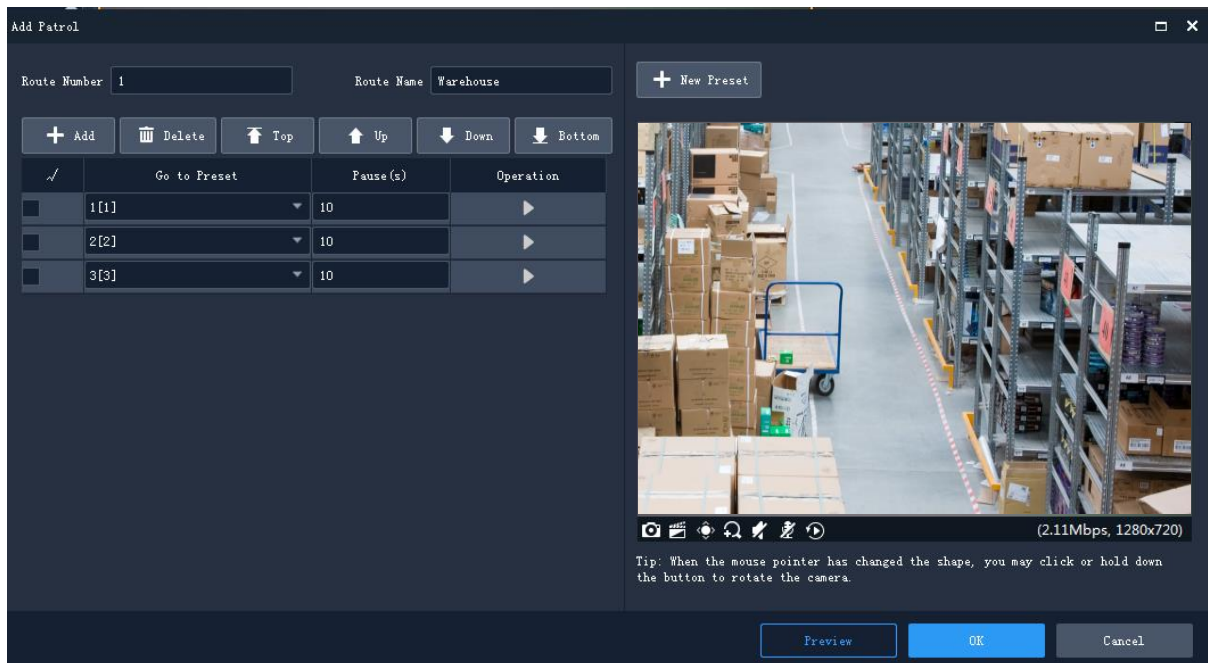 Add Patrol
Route Number 1 Route Name Warehouse
New Preset
Add Delete Top Up Down Bottom
√ Go to Preset Pause(s) Operation
1[1] 10
2[2] 10
3[3] 10
(2.11Mbps, 1280x720)
Tip: When the mouse pointer has changed the shape, you may click or hold down
the button to rotate the camera.
Preview OK Cancel